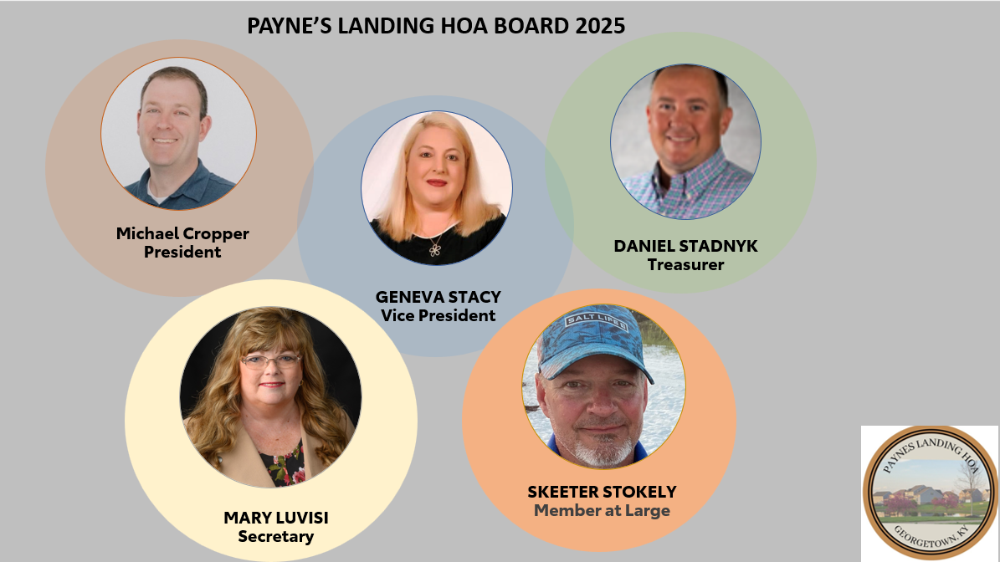 PAYNE’S LANDING HOA BOARD 2025
Michael Cropper
President
GENEVA STACY
Vice President
DANIEL STADNYK
Treasurer
MARY LUVISI
Secretary
SALT LIFE
SKEETER STOKELY
Member at Large
PAYNES LANDING HOA
GEORGETOWN, KY